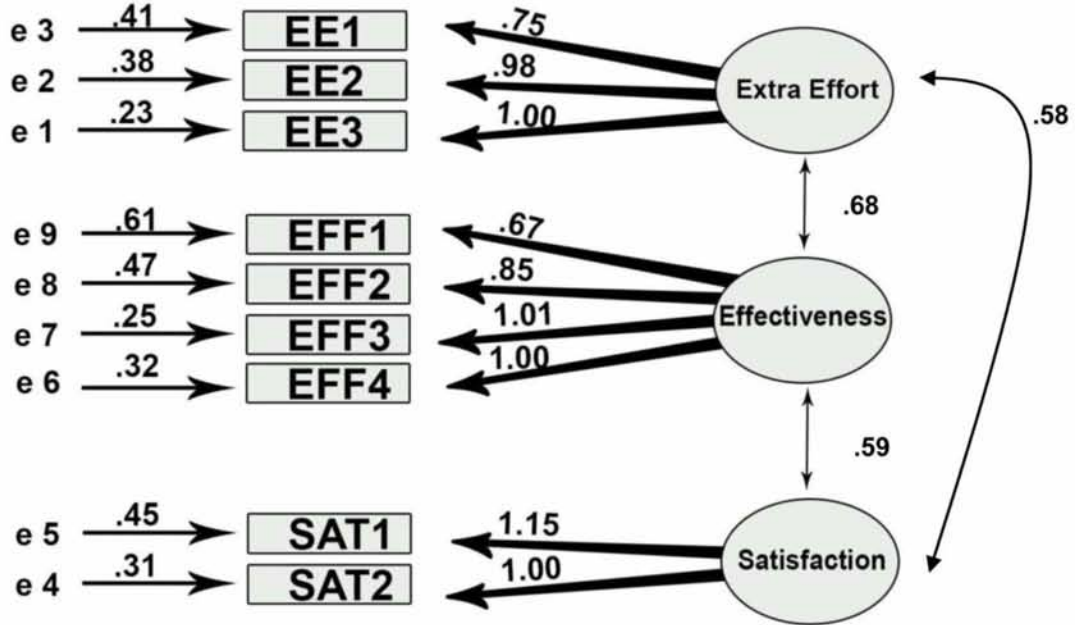 e 3 .41 EE1 .75
e 2 .38 EE2 .98
e 1 .23 EE3 1.00
Extra Effort
.58
.68
e 9 .61 EFF1 .67
e 8 .47 EFF2 .85
e 7 .25 EFF3 1.01
e 6 .32 EFF4 1.00
Effectiveness
.59
e 5 .45 SAT1 1.15
e 4 .31 SAT2 1.00
Satisfaction